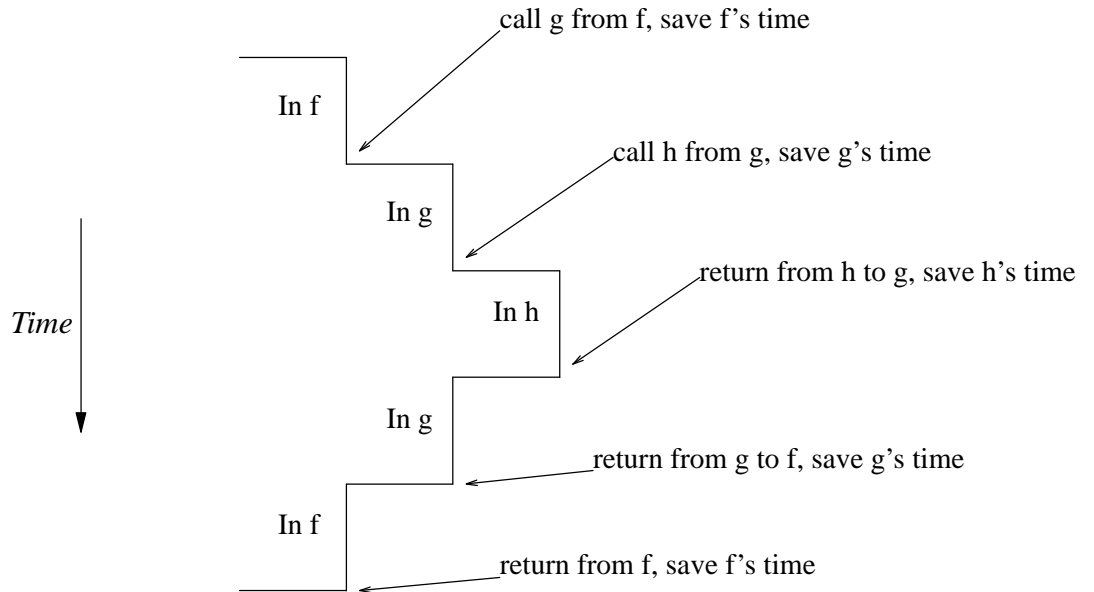 call g from f, save f’s time
In f
call h from g, save g’s time
In g
return from h to g, save h’s time
In h
Time
In g
return from g to f, save g’s time
In f
return from f, save f’s time